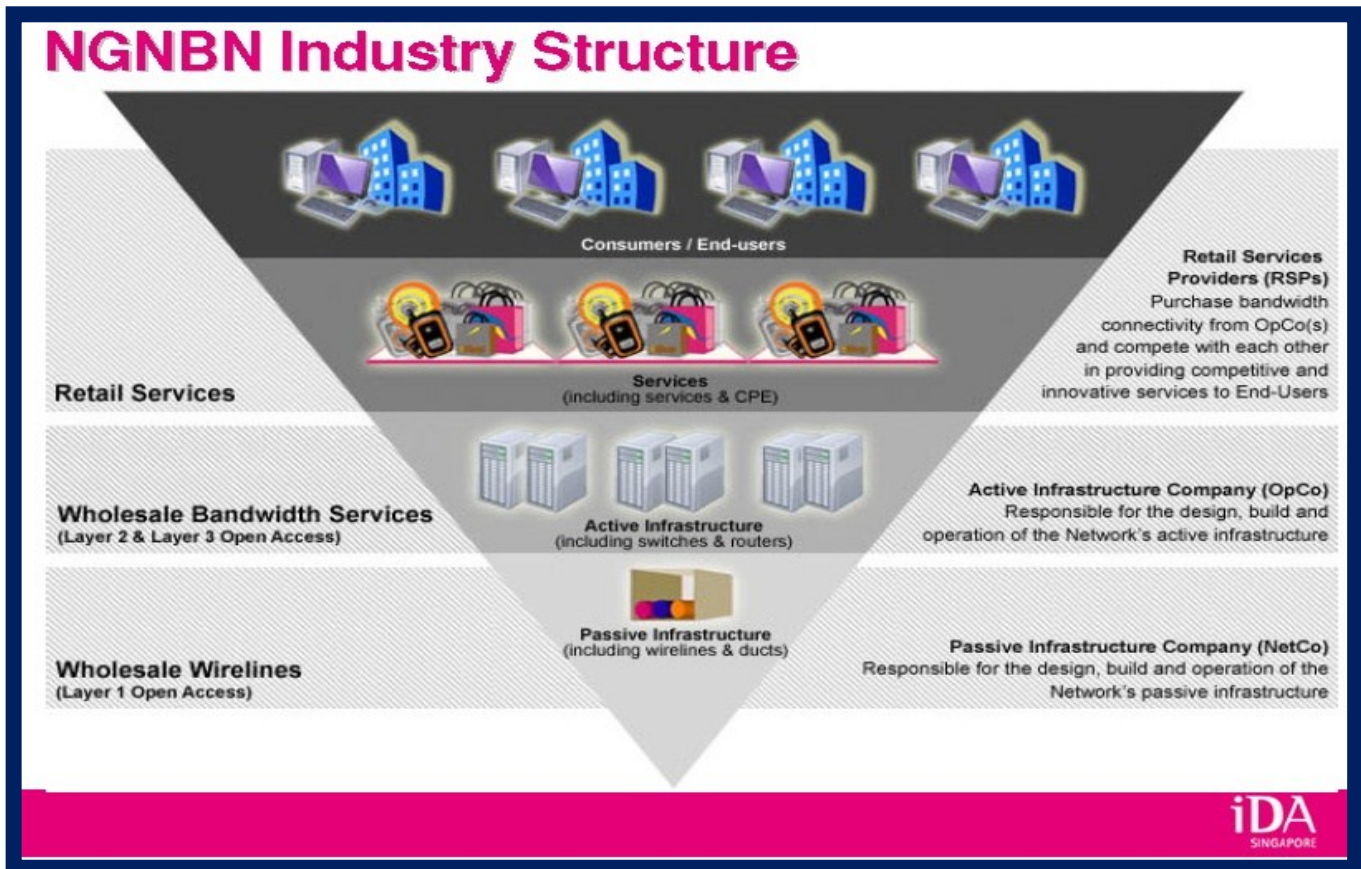 NGNBN Industry Structure
Consumers / End-users
Retail Services
Services
(including services & CPE)
Retail Services
Providers (RSPs)
Purchase bandwidth
connectivity from OpCo(s)
and compete with each other
in providing competitive and
innovative services to End-Users
Wholesale Bandwidth Services
(Layer 2 & Layer 3 Open Access)
Active Infrastructure
(including switches & routers)
Active Infrastructure Company (OpCo)
Responsible for the design, build and
operation of the Network's active infrastructure
Wholesale Wirelines
(Layer 1 Open Access)
Passive Infrastructure
(including wirelines & ducts)
Passive Infrastructure Company (NetCo)
Responsible for the design, build and operation of the
Network's passive infrastructure
iDA
SINGAPORE